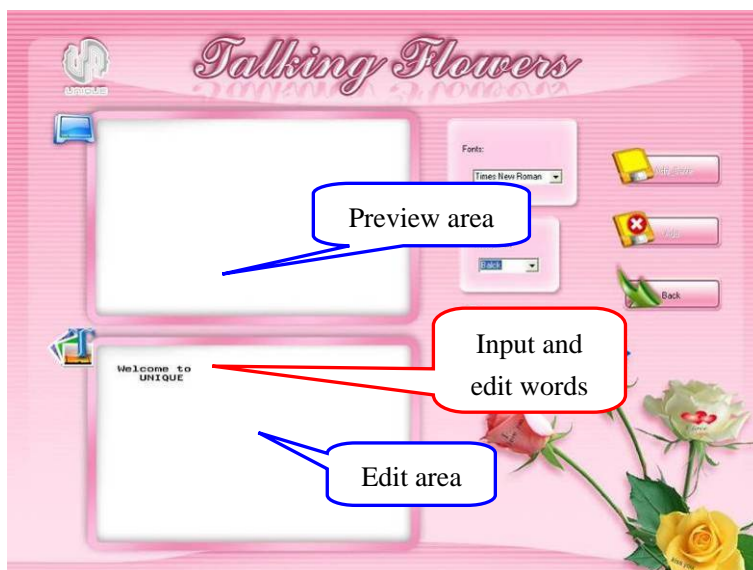 Talking Flowers
UNIQUE
Fonts:
Times New Roman
Preview area
Balck
Back
Input and
edit words
Welcome to
UNIQUE
Edit area